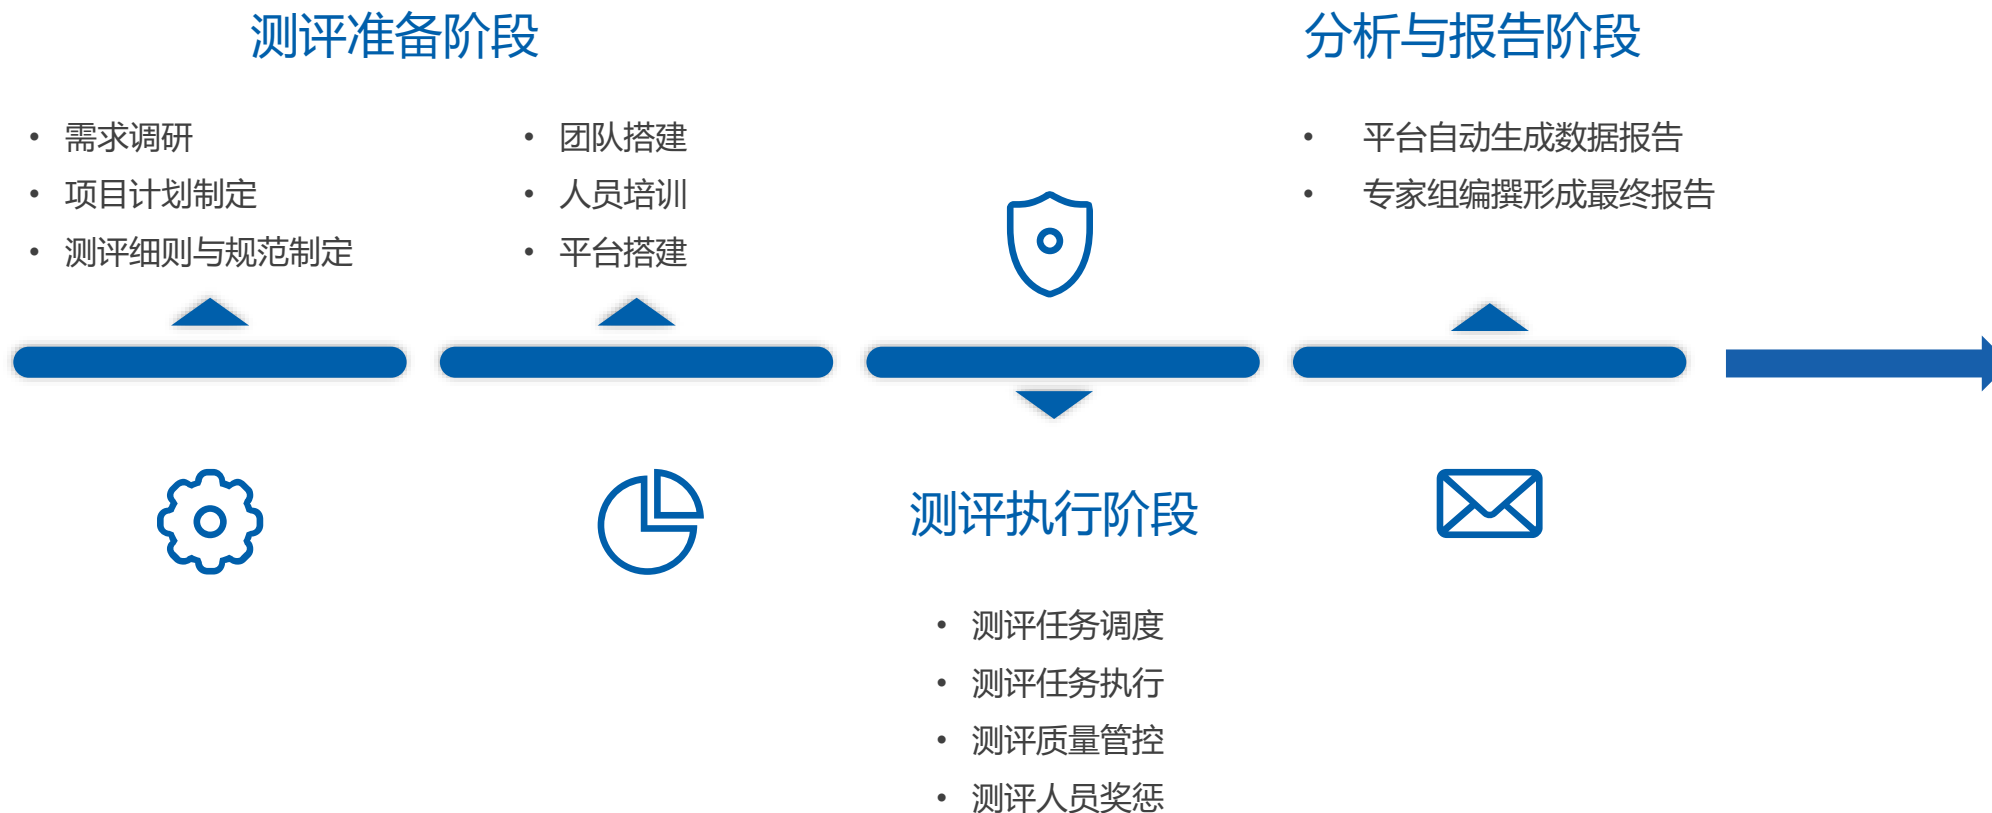 测评准备阶段
• 需求调研
• 项目计划制定
• 测评细则与规范制定
• 团队搭建
• 人员培训
• 平台搭建
测评执行阶段
• 测评任务调度
• 测评任务执行
• 测评质量管控
• 测评人员奖惩
分析与报告阶段
• 平台自动生成数据报告
• 专家组编撰形成最终报告